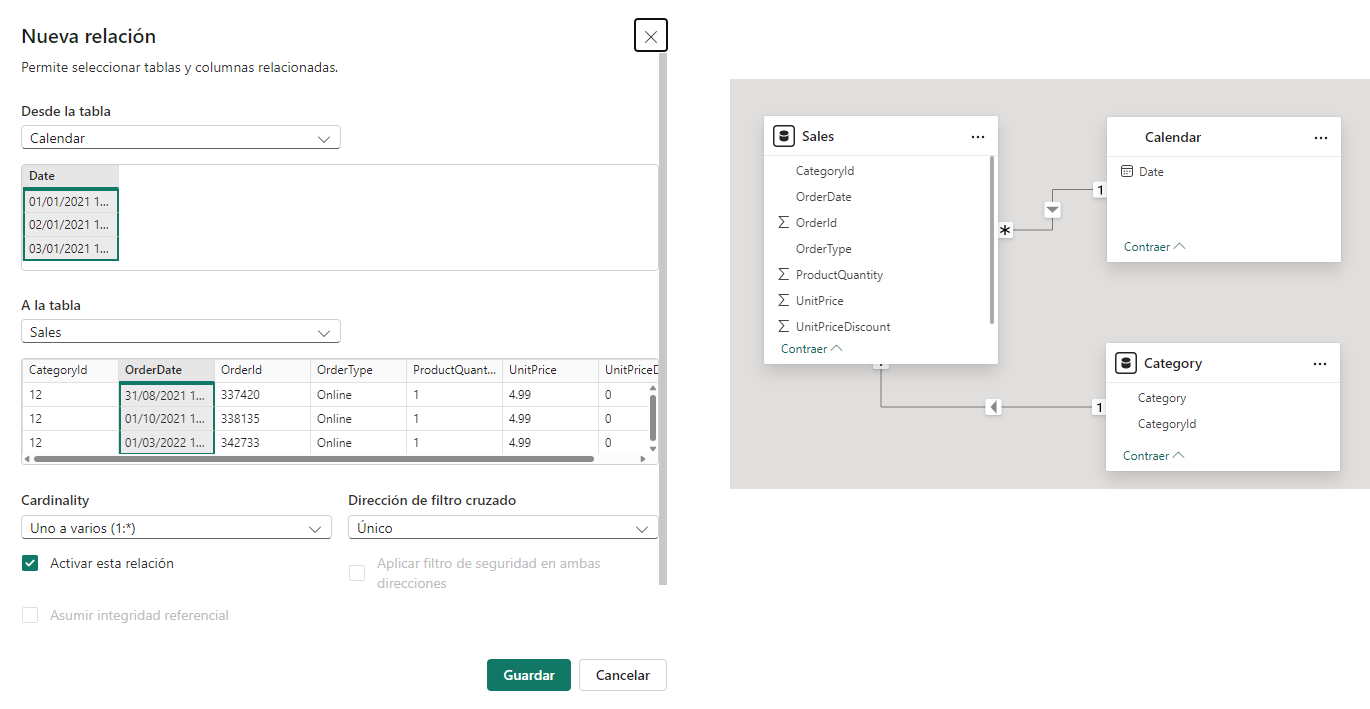 Nueva relación
Permite seleccionar tablas y columnas relacionadas.
Desde la tabla
Calendar
Date
01/01/2021 1...
02/01/2021 1...
03/01/2021 1...
A la tabla
Sales
CategoryId OrderDate OrderId OrderType ProductQuant... UnitPrice UnitPriceD
12 31/08/2021 1... 337420 Online 1 4.99 0
12 01/10/2021 1... 338135 Online 1 4.99 0
12 01/03/2022 1... 342733 Online 1 4.99 0
Cardinality Dirección de filtro cruzado
Uno a varios (1:*) Único
Activar esta relación
Aplicar filtro de seguridad en ambas
direcciones
Asumir integridad referencial
Guardar Cancelar
Sales
CategoryId
OrderDate
∑ OrderId
OrderType
∑ ProductQuantity
∑ UnitPrice
∑ UnitPriceDiscount
Contraer
*
1
Calendar
Date
Contraer
1
Category
Category
CategoryId
Contraer